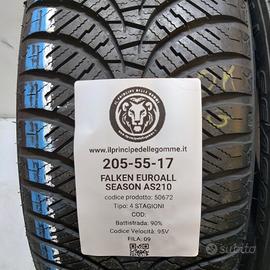 IL PRINCIPE DELLE GOMME
www.ilprincipedellegomme.it
205-55-17
FALKEN EUROALL
SEASON AS210
codice prodotto: 50672
Tipo: 4 STAGIONI
COD:
Battistrada: 90%
Codice Velocità: 95V
FILA: 09
subito